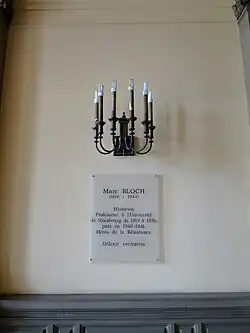 Marc BLOCH
(1886 - 1944)
Historien
Professeur à l'Université
de Strasbourg de 1919 à 1936,
puis en 1940-1941.
Héros de la Résistance
Dilexit veritatem